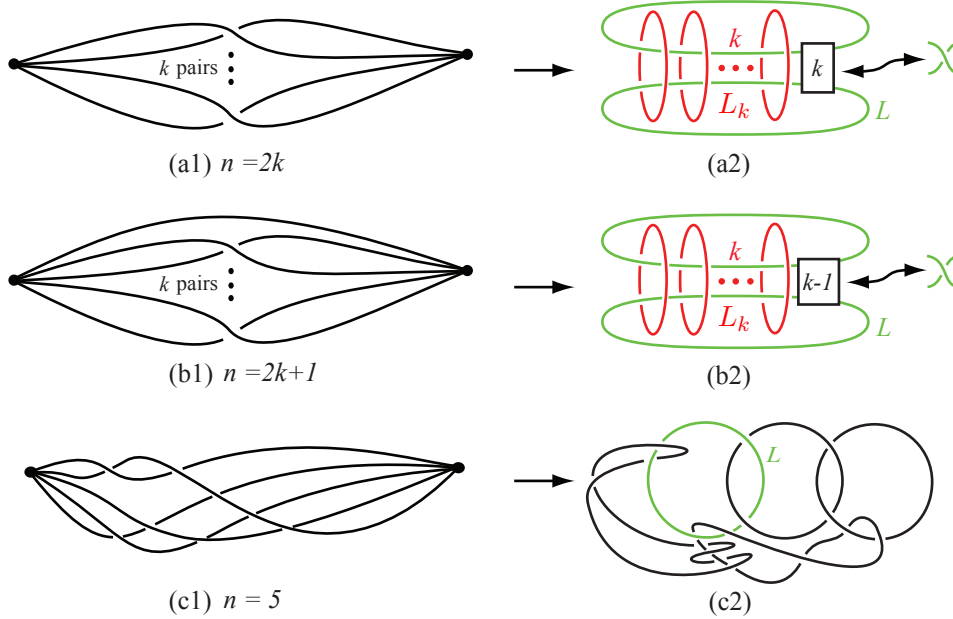 k pairs
(a1) n =2k
k
L_k
k
L
(a2)
k pairs
(b1) n =2k+1
k
L_k
k-1
L
(b2)
(c1) n = 5
L
(c2)